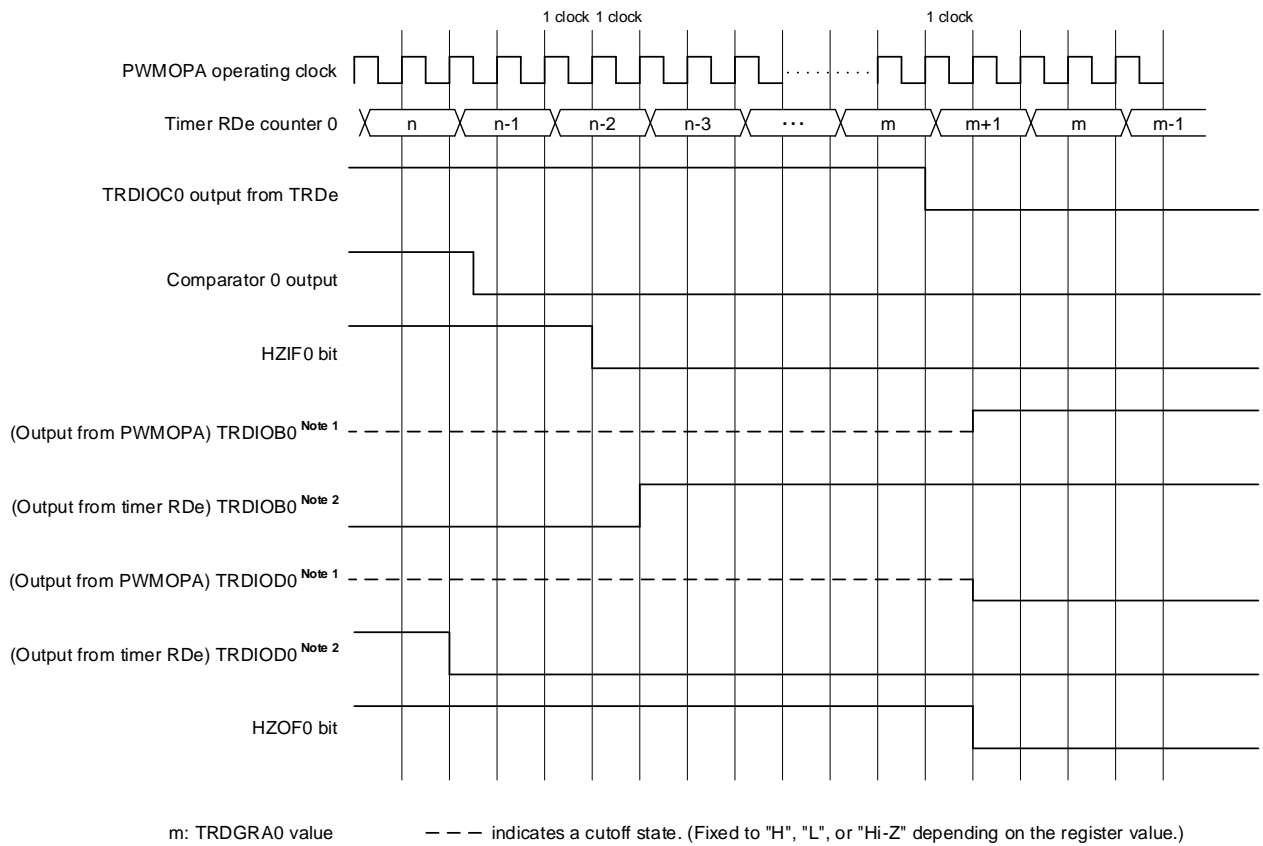 1 clock 1 clock 1 clock
PWMOPA operating clock
Timer RDe counter 0 n n-1 n-2 n-3 ··· m m+1 m m-1
TRDIOC0 output from TRDe
Comparator 0 output
HZIF0 bit
(Output from PWMOPA) TRDIOB0 Note 1
(Output from timer RDe) TRDIOB0 Note 2
(Output from PWMOPA) TRDIOD0 Note 1
(Output from timer RDe) TRDIOD0 Note 2
HZOF0 bit
m: TRDGRA0 value
indicates a cutoff state. (Fixed to "H", "L", or "Hi-Z" depending on the register value.)